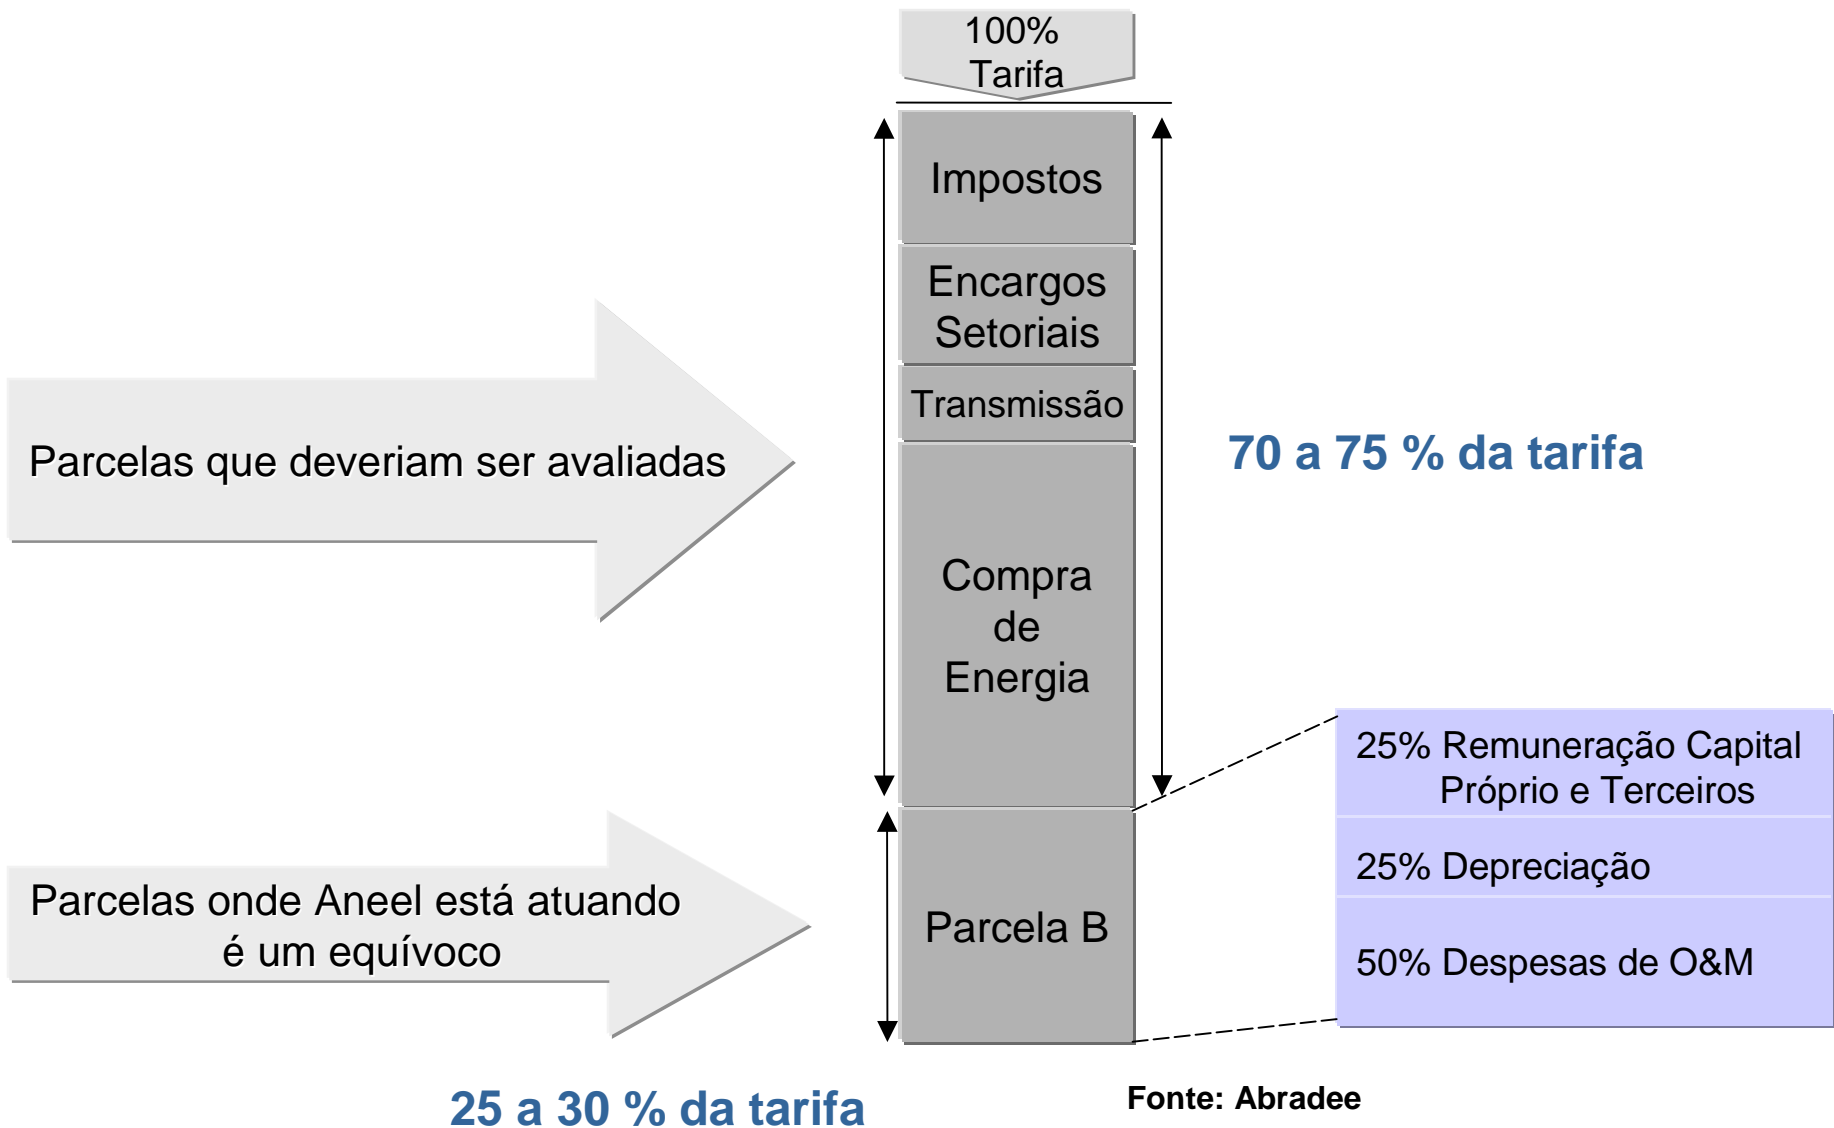 100%
Tarifa
Impostos
Encargos
Setoriais
Transmissão
Compra
de
Energia
Parcela B
Parcelas que deveriam ser avaliadas
70 a 75 % da tarifa
Parcelas onde Aneel está atuando
é um equívoco
25% Remuneração Capital
Próprio e Terceiros
25% Depreciação
50% Despesas de O&M
25 a 30 % da tarifa
Fonte: Abradee